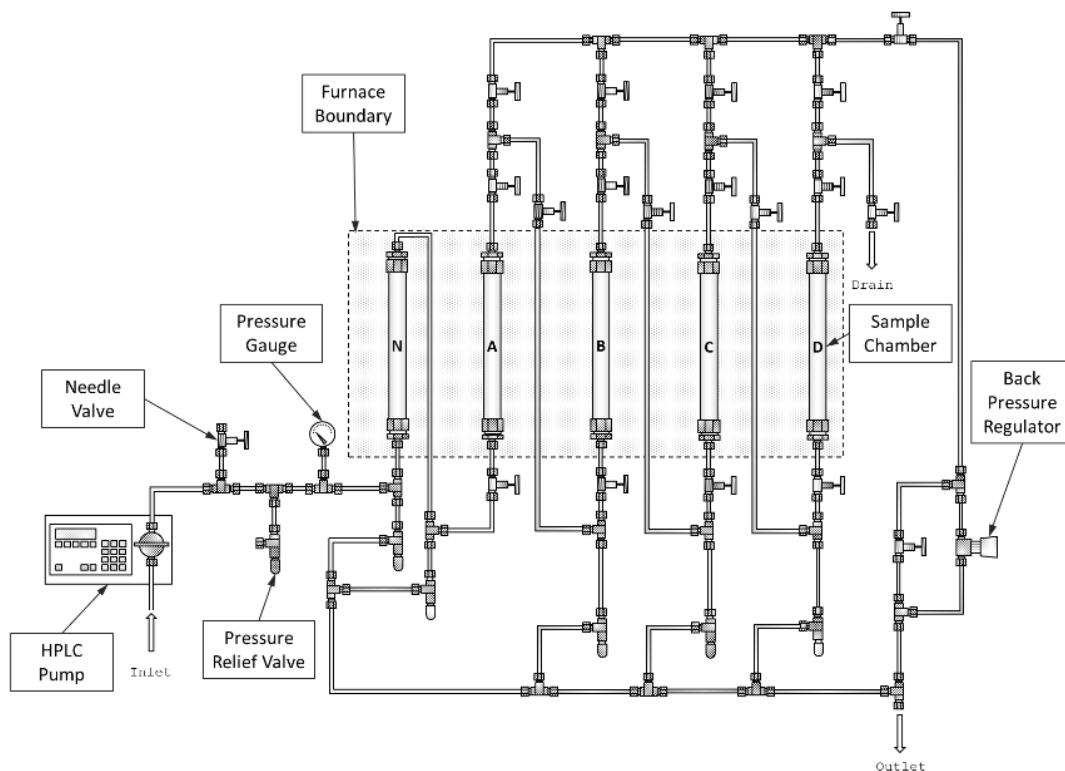 Furnace
Boundary
Pressure
Gauge
Needle
Valve
HPLC
Pump
Inlet
Pressure
Relief Valve
N
A
B
C
D
Drain
Sample
Chamber
Back
Pressure
Regulator
Outlet